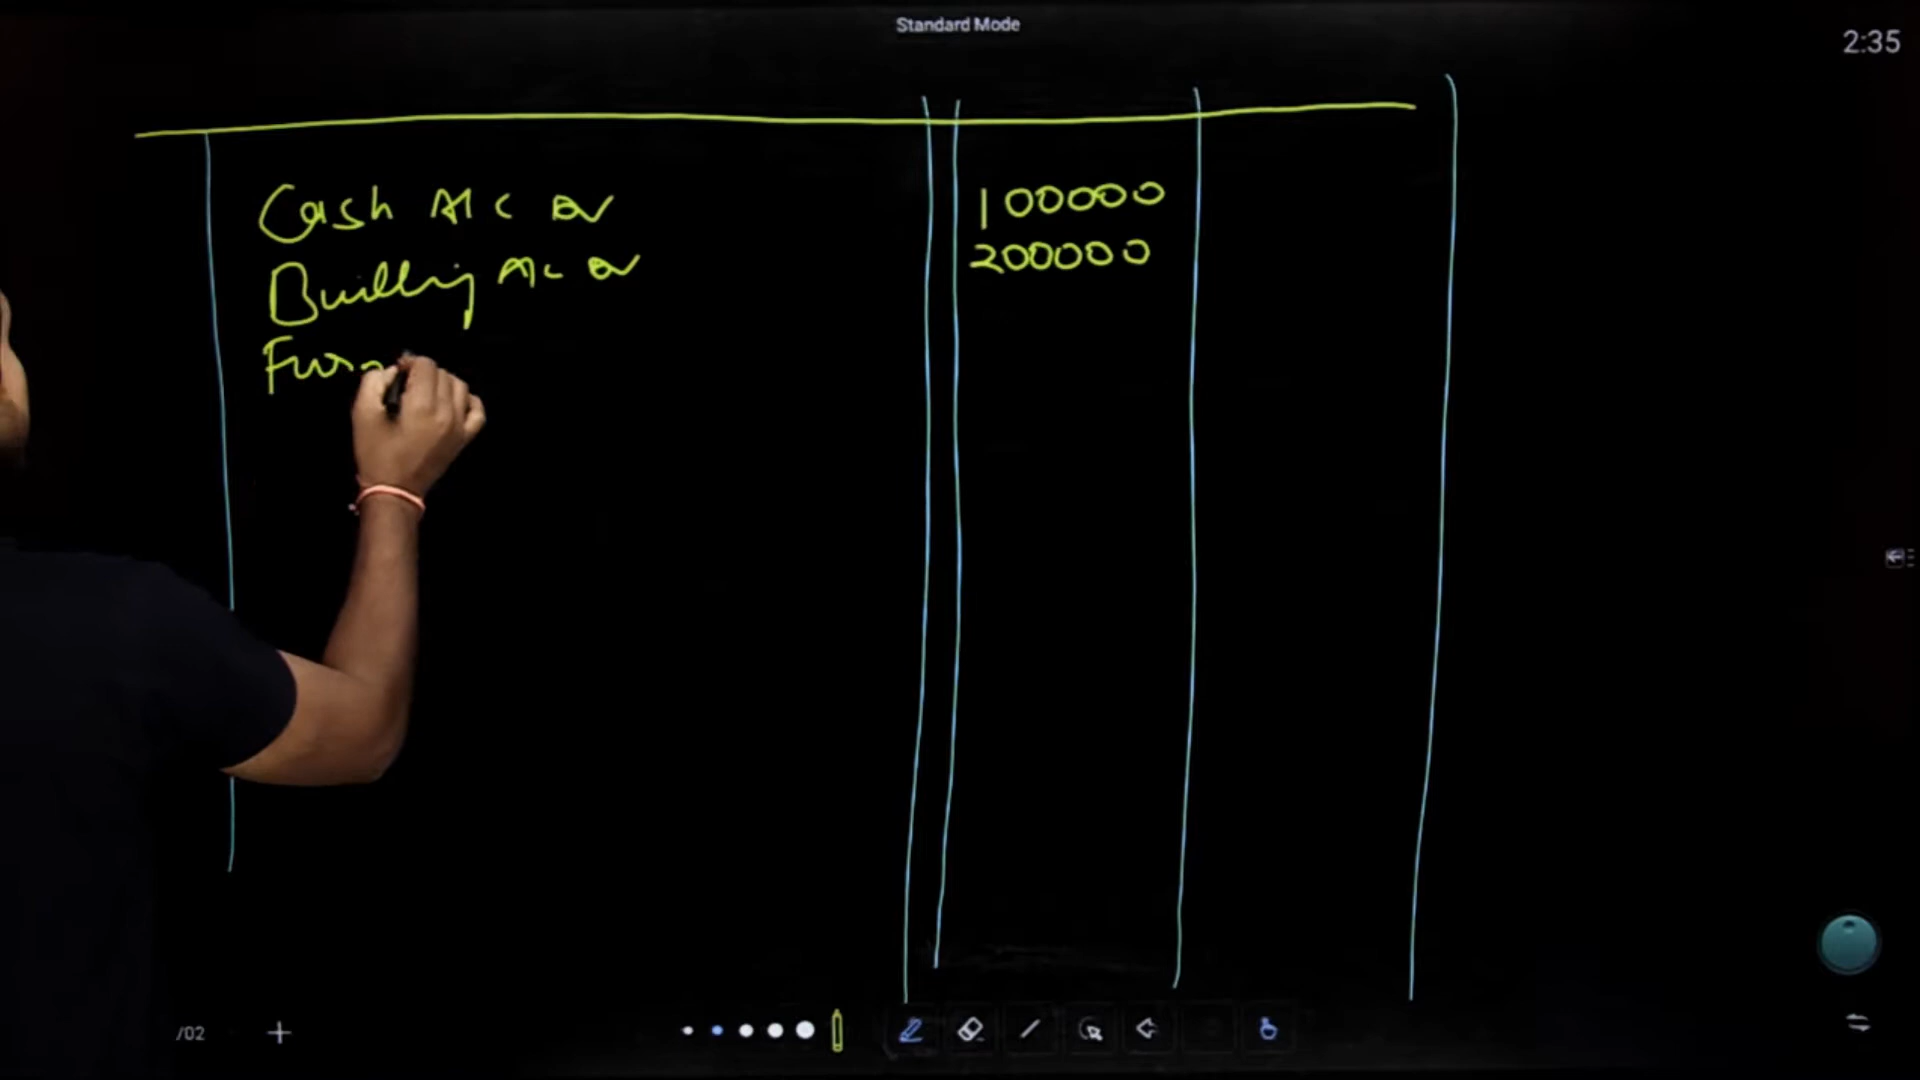 Standard Mode
2:35
Cash A/c Dr 100000
Building A/c Dr 200000
/02